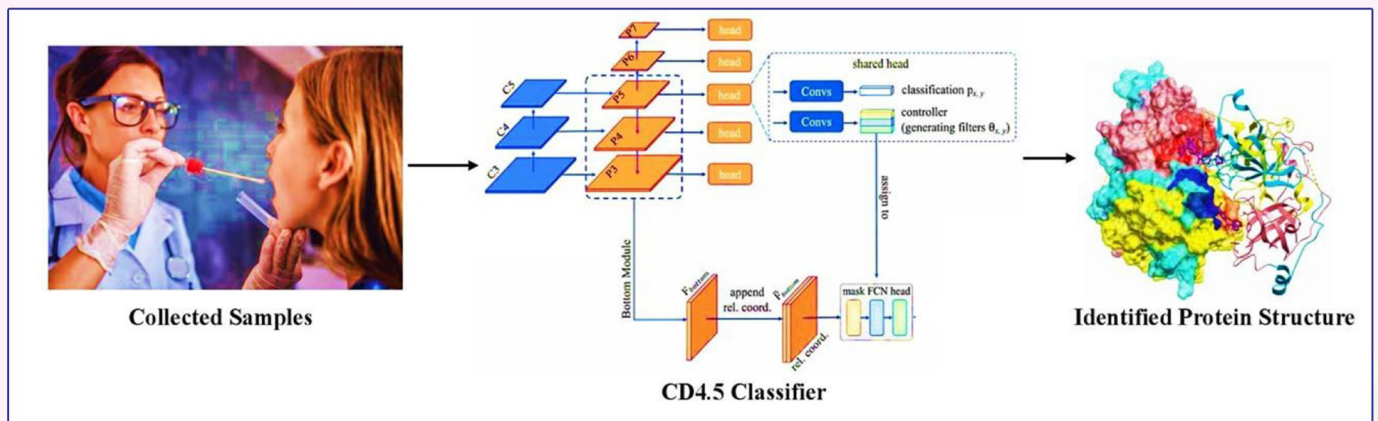 P7
head
P6
head
C5
P5
head
C4
P4
head
C3
P3
head
shared head
Convs
classification p x, y
Convs
controller
(generating filters θ x, y)
assign to
Bottom Module
F bottom
append
rel. coord.
F̃ bottom
rel. coord.
mask FCN head
Collected Samples
CD4.5 Classifier
Identified Protein Structure